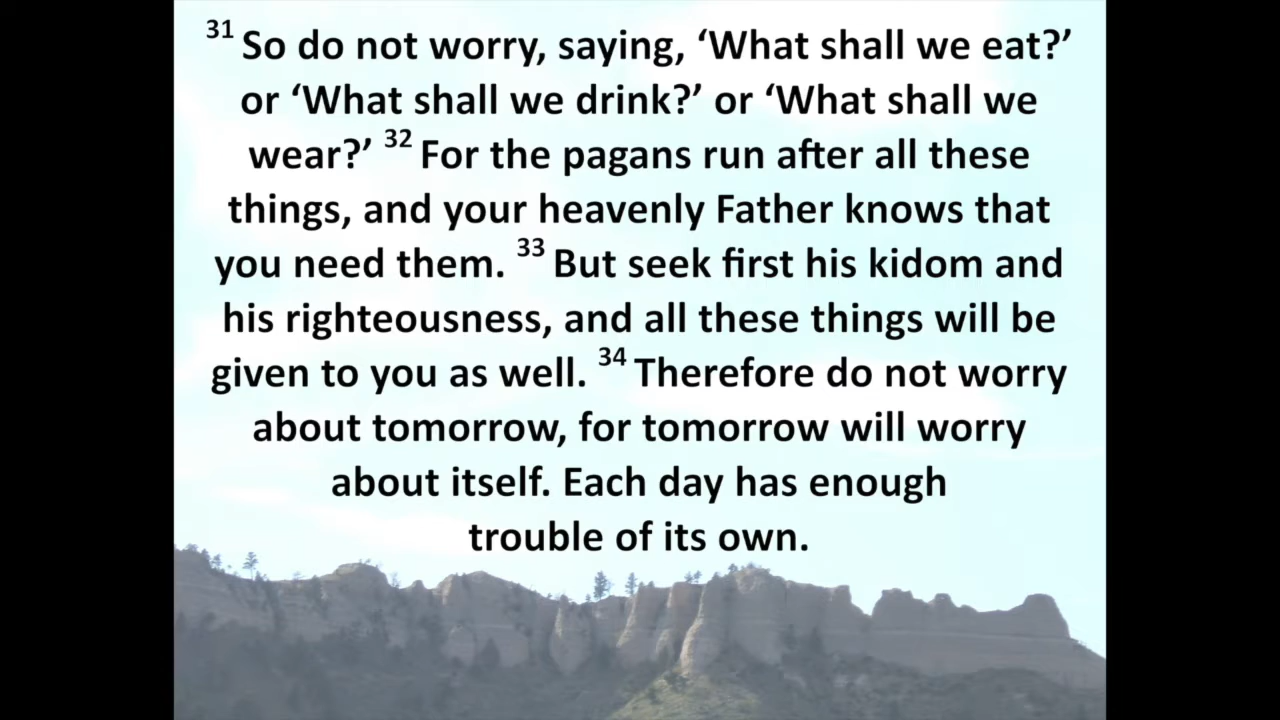 31 So do not worry, saying, ‘What shall we eat?’
or ‘What shall we drink?’ or ‘What shall we
wear?’ 32 For the pagans run after all these
things, and your heavenly Father knows that
you need them. 33 But seek first his kidom and
his righteousness, and all these things will be
given to you as well. 34 Therefore do not worry
about tomorrow, for tomorrow will worry
about itself. Each day has enough
trouble of its own.